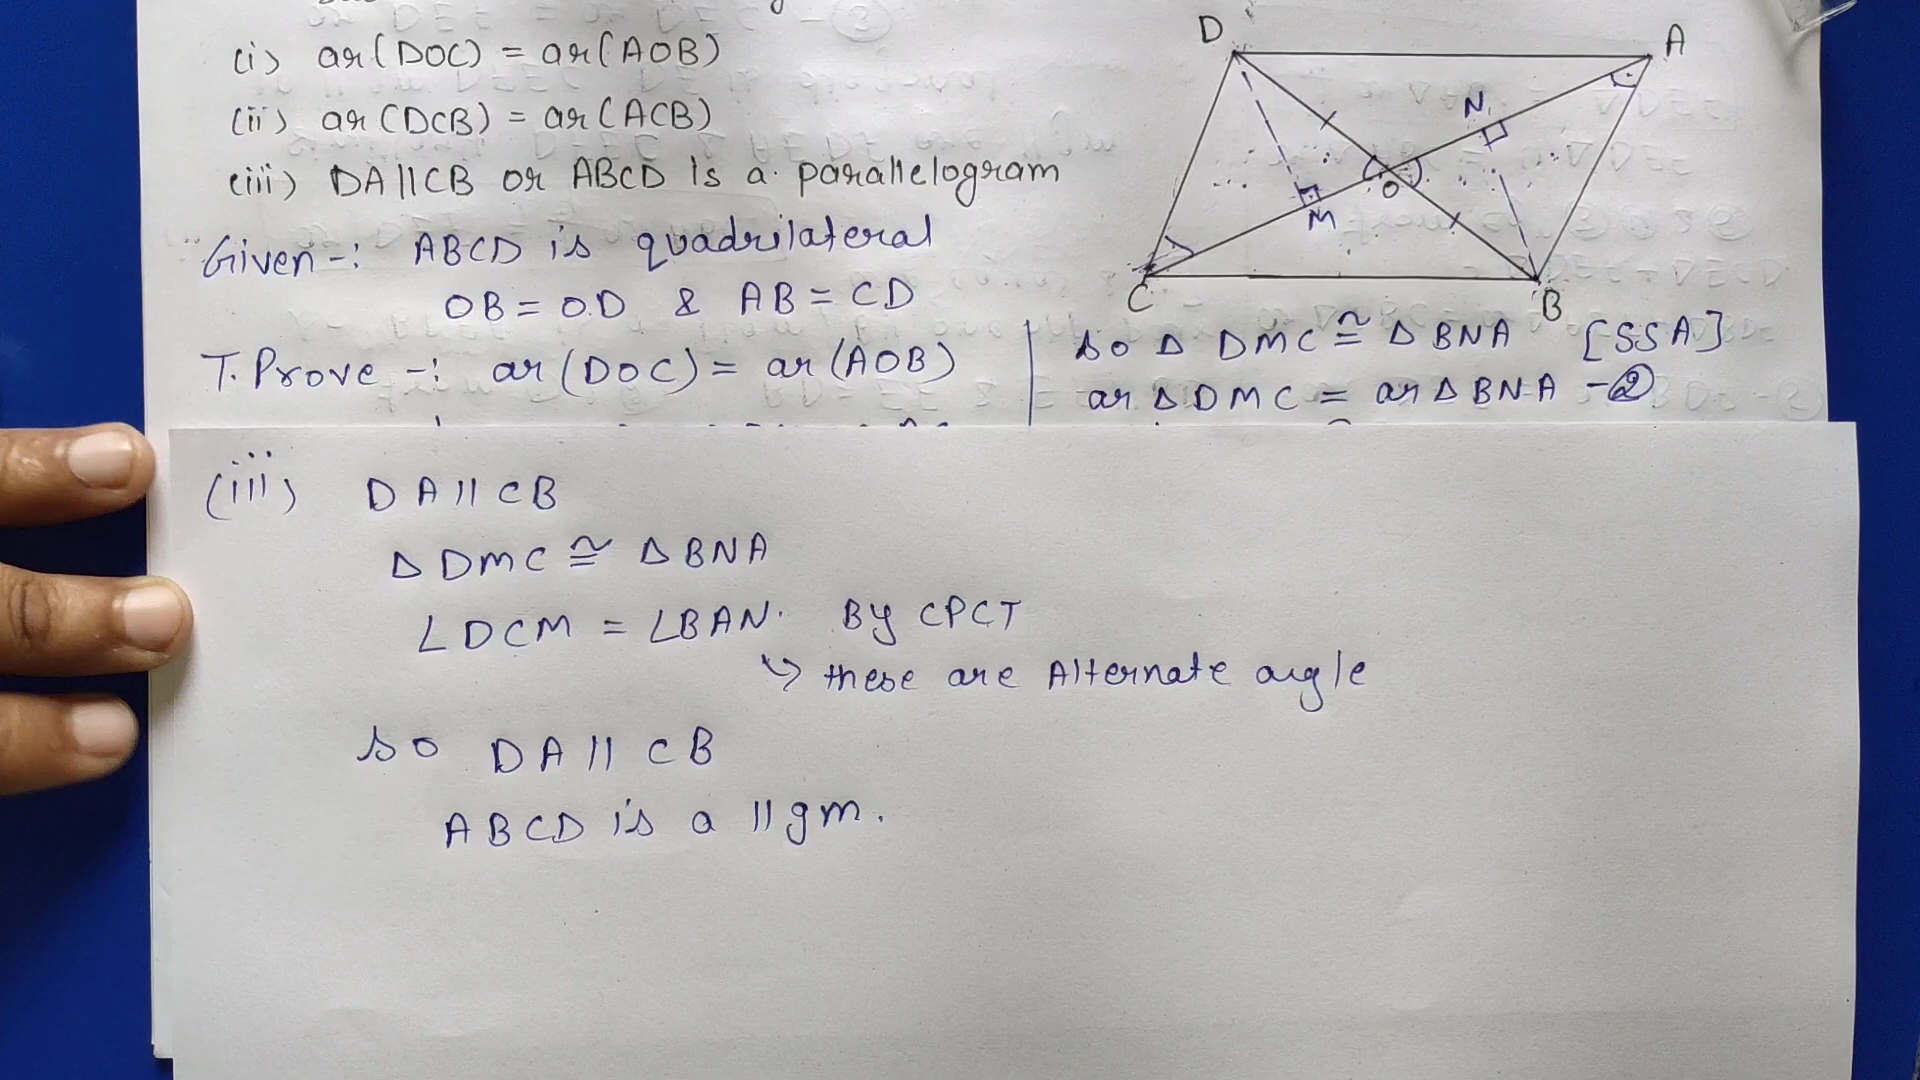 (i) ar(DOC) = ar(AOB)
(ii) ar(DCB) = ar(ACB)
(iii) DA||CB or ABCD is a parallelogram
Given -: ABCD is quadrilateral
OB = OD & AB = CD
T. Prove -: ar(DOC) = ar(AOB)
D
A
N
O
M
C
B
so Δ DMC ≅ Δ BNA [SSA]
ar Δ DMC = ar Δ BNA -②
(iii) DA || CB
Δ DMC ≅ Δ BNA
∠DCM = ∠BAN. By CPCT
↳ these are Alternate angle
so DA || CB
ABCD is a ||gm.